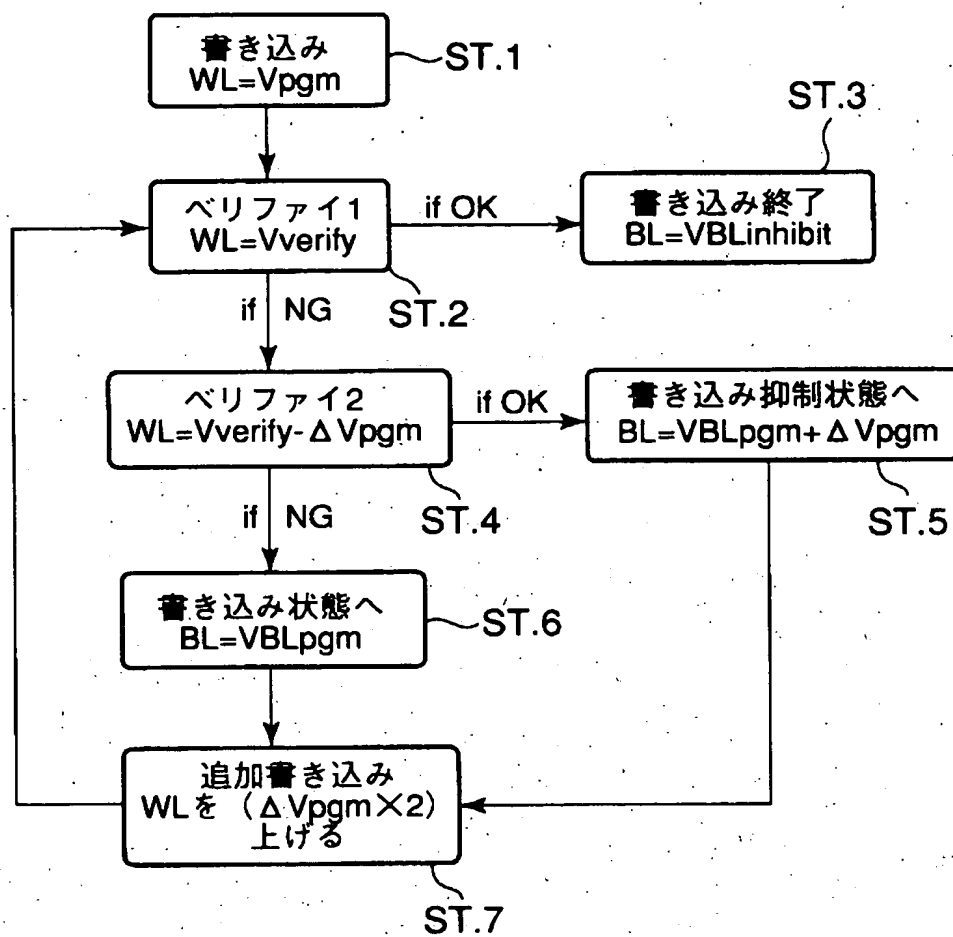 書き込み
WL=Vpgm
ST.1
ST.3
ベリファイ1
WL=Vverify
if OK
書き込み終了
BL=VBLinhibit
ST.2
if NG
ベリファイ2
WL=Vverify-ΔVpgm
if OK
書き込み抑制状態へ
BL=VBLpgm+ΔVpgm
ST.4
ST.5
if NG
書き込み状態へ
BL=VBLpgm
ST.6
追加書き込み
WLを（ΔVpgm×2）
上げる
ST.7